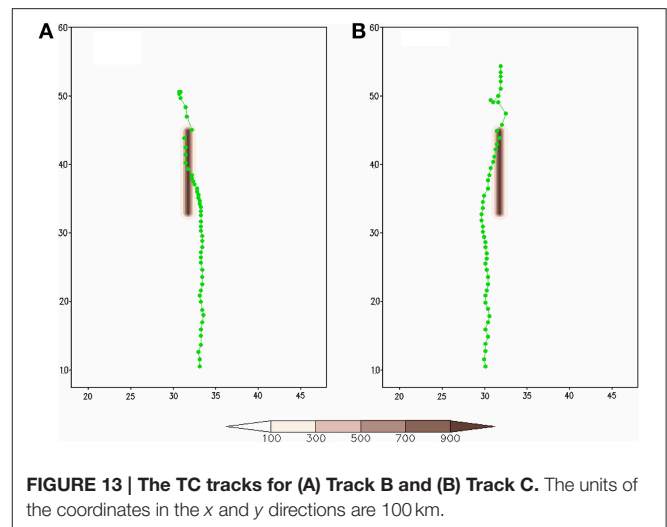 A
B
60
60
50
50
40
40
30
30
20
20
10
10
20 25 30 35 40 45
20 25 30 35 40 45
100 300 500 700 900
FIGURE 13 | The TC tracks for (A) Track B and (B) Track C. The units of
the coordinates in the x and y directions are 100 km.